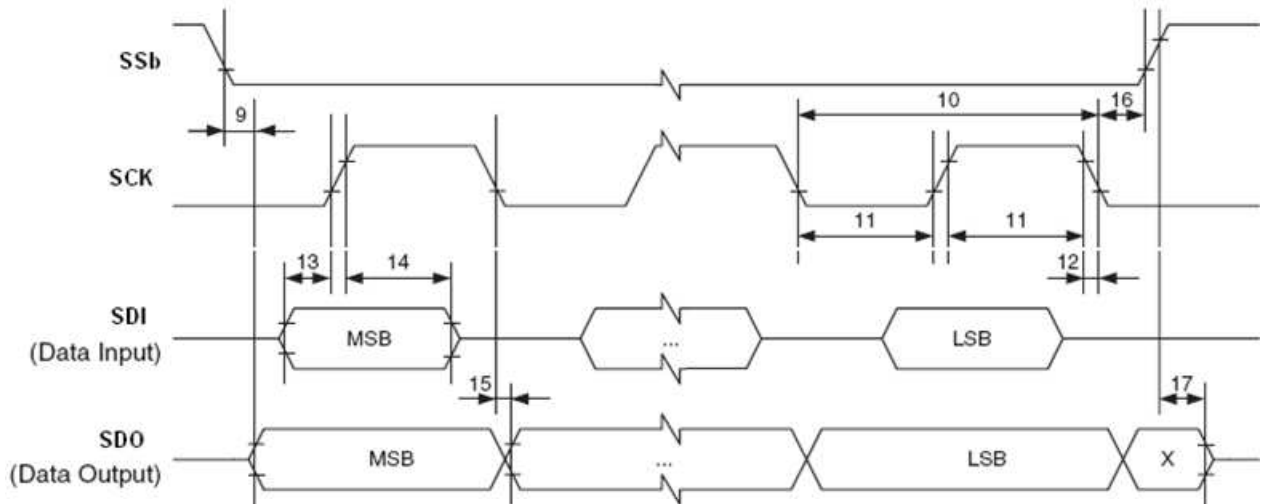 SSb
10
16
9
SCK
11
11
13
14
12
SDI
(Data Input)
MSB
...
LSB
15
17
SDO
(Data Output)
MSB
...
LSB
X